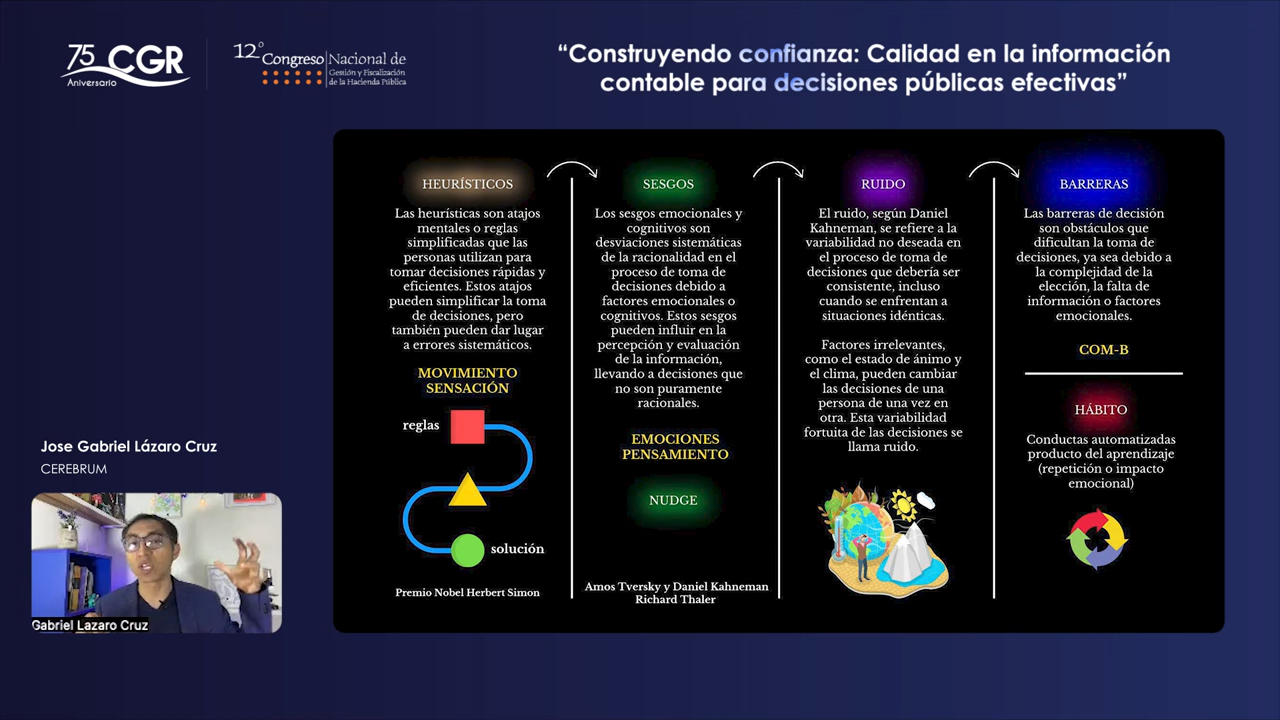 75 CGR
Aniversario
12° Congreso Nacional de
Gestión y Fiscalización
de la Hacienda Pública
“Construyendo confianza: Calidad en la información
contable para decisiones públicas efectivas”
HEURÍSTICOS
Las heurísticas son atajos
mentales o reglas
simplificadas que las
personas utilizan para
tomar decisiones rápidas y
eficientes. Estos atajos
pueden simplificar la toma
de decisiones, pero
también pueden dar lugar
a errores sistemáticos.
MOVIMIENTO
SENSACIÓN
reglas
solución
Premio Nobel Herbert Simon
SESGOS
Los sesgos emocionales y
cognitivos son
desviaciones sistemáticas
de la racionalidad en el
proceso de toma de
decisiones debido a
factores emocionales o
cognitivos. Estos sesgos
pueden influir en la
percepción y evaluación
de la información,
llevando a decisiones que
no son puramente
racionales.
EMOCIONES
PENSAMIENTO
NUDGE
Amos Tversky y Daniel Kahneman
Richard Thaler
RUIDO
El ruido, según Daniel
Kahneman, se refiere a la
variabilidad no deseada en
el proceso de toma de
decisiones que debería ser
consistente, incluso
cuando se enfrentan a
situaciones idénticas.
Factores irrelevantes,
como el estado de ánimo y
el clima, pueden cambiar
las decisiones de una
persona de una vez en
otra. Esta variabilidad
fortuita de las decisiones se
llama ruido.
BARRERAS
Las barreras de decisión
son obstáculos que
dificultan la toma de
decisiones, ya sea debido a
la complejidad de la
elección, la falta de
información o factores
emocionales.
COM-B
HÁBITO
Conductas automatizadas
producto del aprendizaje
(repetición o impacto
emocional)
Jose Gabriel Lázaro Cruz
CEREBRUM
Gabriel Lazaro Cruz